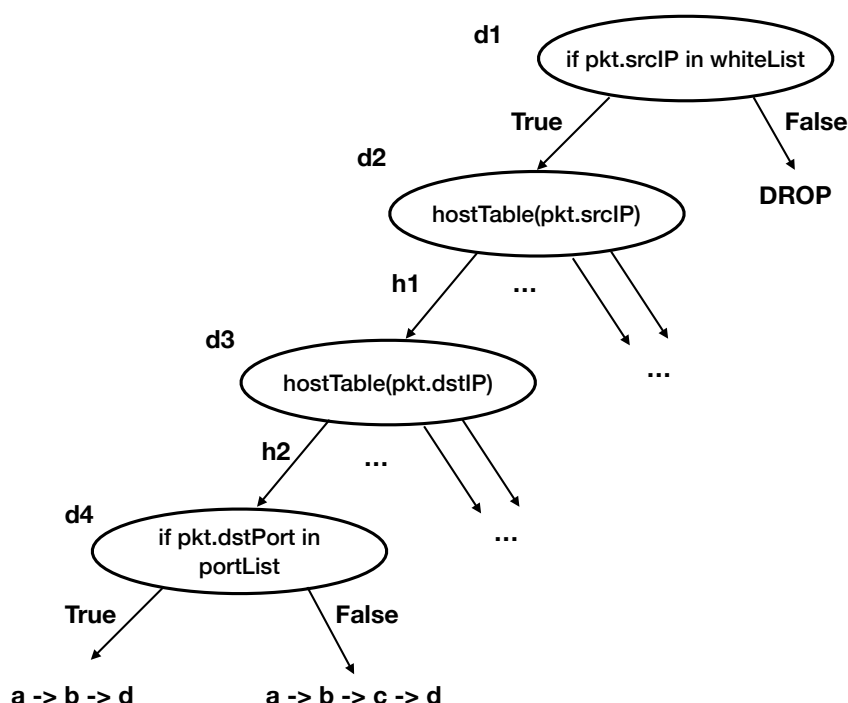 d1
if pkt.srcIP in whiteList
True
False
d2
DROP
hostTable(pkt.srcIP)
h1
...
d3
...
hostTable(pkt.dstIP)
h2
...
d4
...
if pkt.dstPort in
portList
True
False
a -> b -> d
a -> b -> c -> d